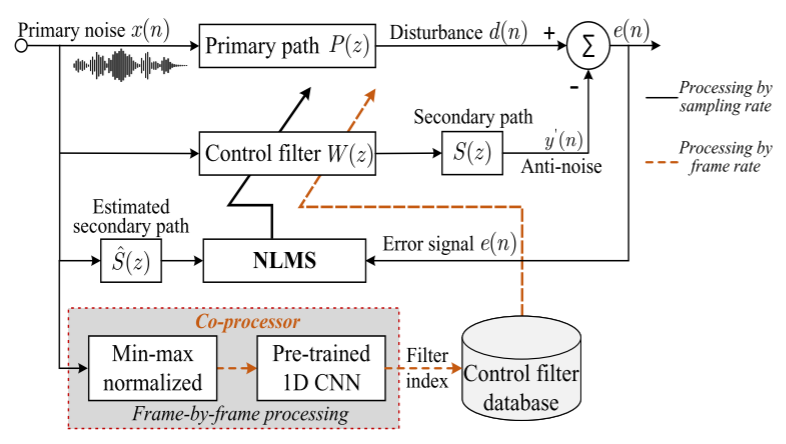 Primary noise x(n)
Primary path P(z)
Disturbance d(n)
+
Σ
e(n)
-
Processing by
sampling rate
Processing by
frame rate
Control filter W(z)
Secondary path
S(z)
y'(n)
Anti-noise
Estimated
secondary path
Ŝ(z)
NLMS
Error signal e(n)
Co-processor
Min-max
normalized
Pre-trained
1D CNN
Frame-by-frame processing
Filter
index
Control filter
database